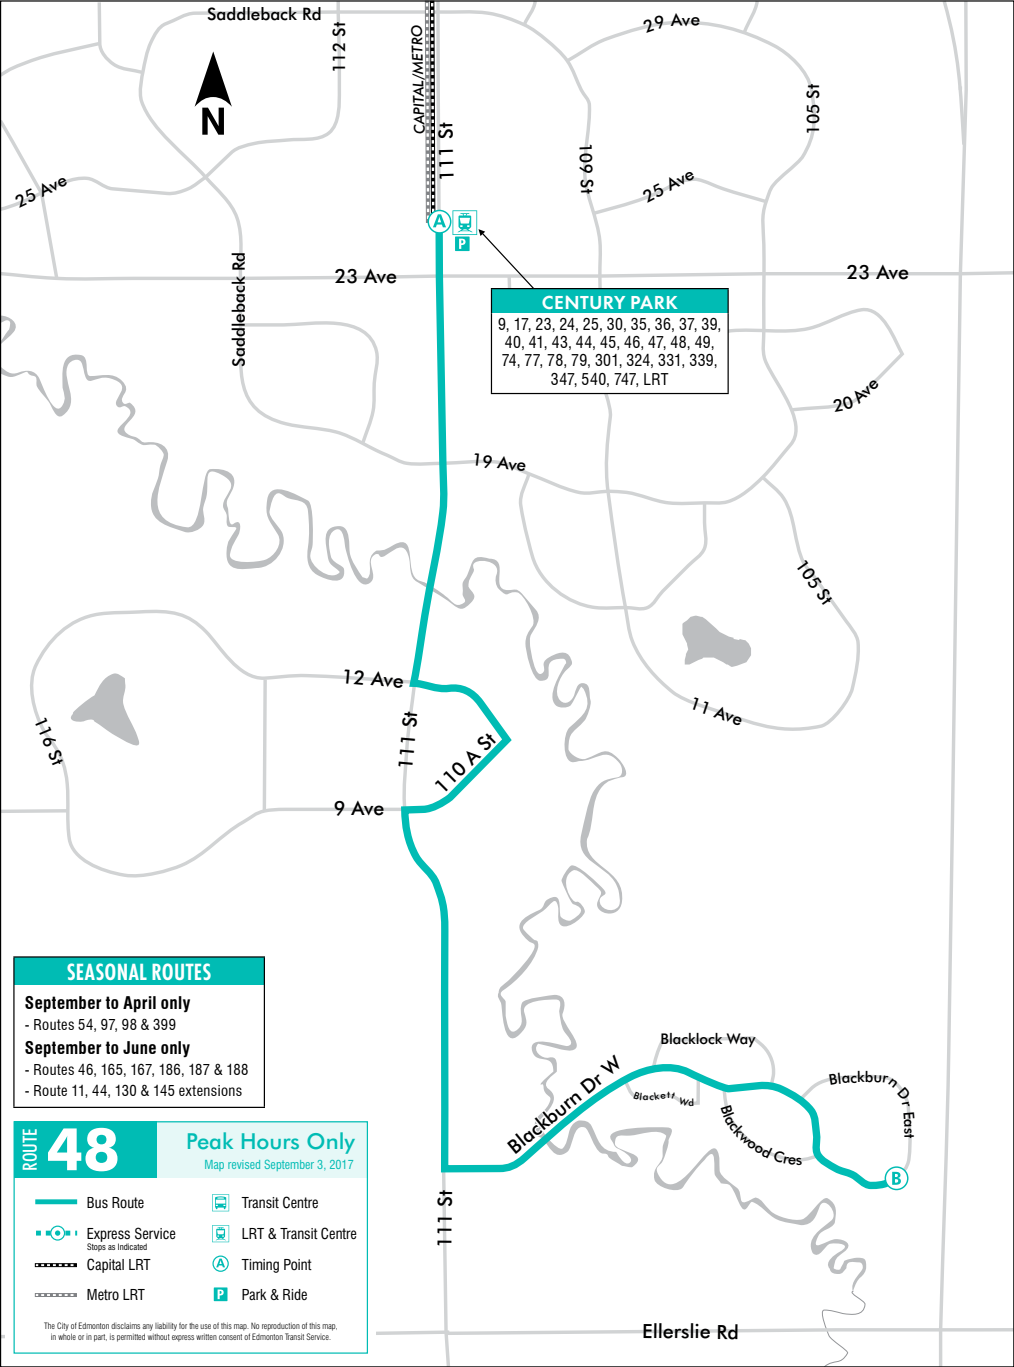 Saddleback Rd
112 St
CAPITAL/METRO
111 St
29 Ave
105 St
N
25 Ave
109 St
25 Ave
A
P
23 Ave
23 Ave
Saddleback Rd
CENTURY PARK
9, 17, 23, 24, 25, 30, 35, 36, 37, 39,
40, 41, 43, 44, 45, 46, 47, 48, 49,
74, 77, 78, 79, 301, 324, 331, 339,
347, 540, 747, LRT
20 Ave
19 Ave
105 St
12 Ave
11 Ave
116 St
111 St
110 A St
9 Ave
SEASONAL ROUTES
September to April only
- Routes 54, 97, 98 & 399
September to June only
- Routes 46, 165, 167, 186, 187 & 188
- Route 11, 44, 130 & 145 extensions
Blacklock Way
Blackburn Dr W
Blackett Wd
Blackburn Dr East
Blackwood Cres
B
111 St
ROUTE 48
Peak Hours Only
Map revised September 3, 2017
Bus Route
Transit Centre
Express Service
Stops as Indicated
LRT & Transit Centre
Capital LRT
A Timing Point
Metro LRT
P Park & Ride
The City of Edmonton disclaims any liability for the use of this map. No reproduction of this map,
in whole or in part, is permitted without express written consent of Edmonton Transit Service.
Ellerslie Rd